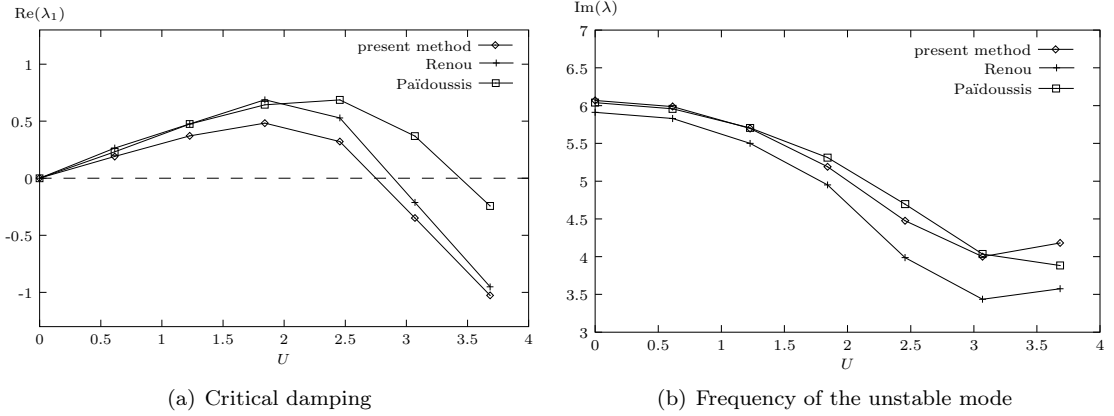 Re(λ₁)
1
0.5
0
-0.5
-1
0 0.5 1 1.5 2 2.5 3 3.5 4
U
present method
Renou
Païdoussis
(a) Critical damping
Im(λ)
7
6.5
6
5.5
5
4.5
4
3.5
3
0 0.5 1 1.5 2 2.5 3 3.5 4
U
present method
Renou
Païdoussis
(b) Frequency of the unstable mode